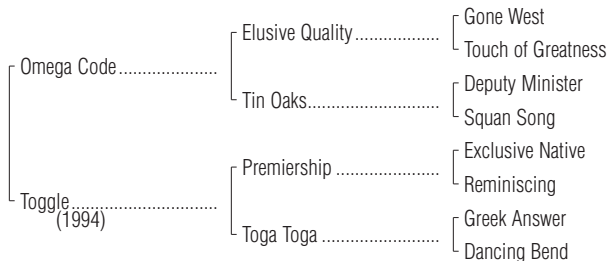 Gone West
Elusive Quality ..................
Touch of Greatness
Omega Code .....................
Deputy Minister
Tin Oaks............................
Squan Song
Exclusive Native
Premiership ......................
Reminiscing
Toggle...............................
(1994)
Greek Answer
Toga Toga ........................
Dancing Bend